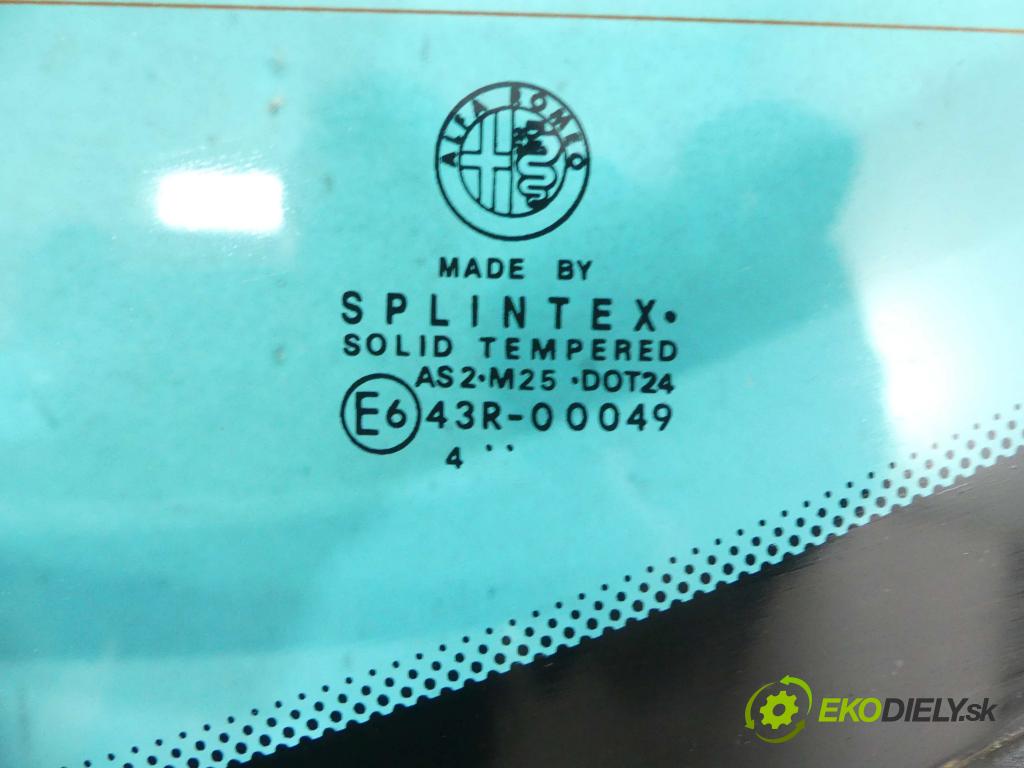 ALFA ROMEO
MADE BY
SPLINTEX•
SOLID TEMPERED
AS2•M25 •DOT24
E6 43R-00049
4 ''
EKODIELY.sk